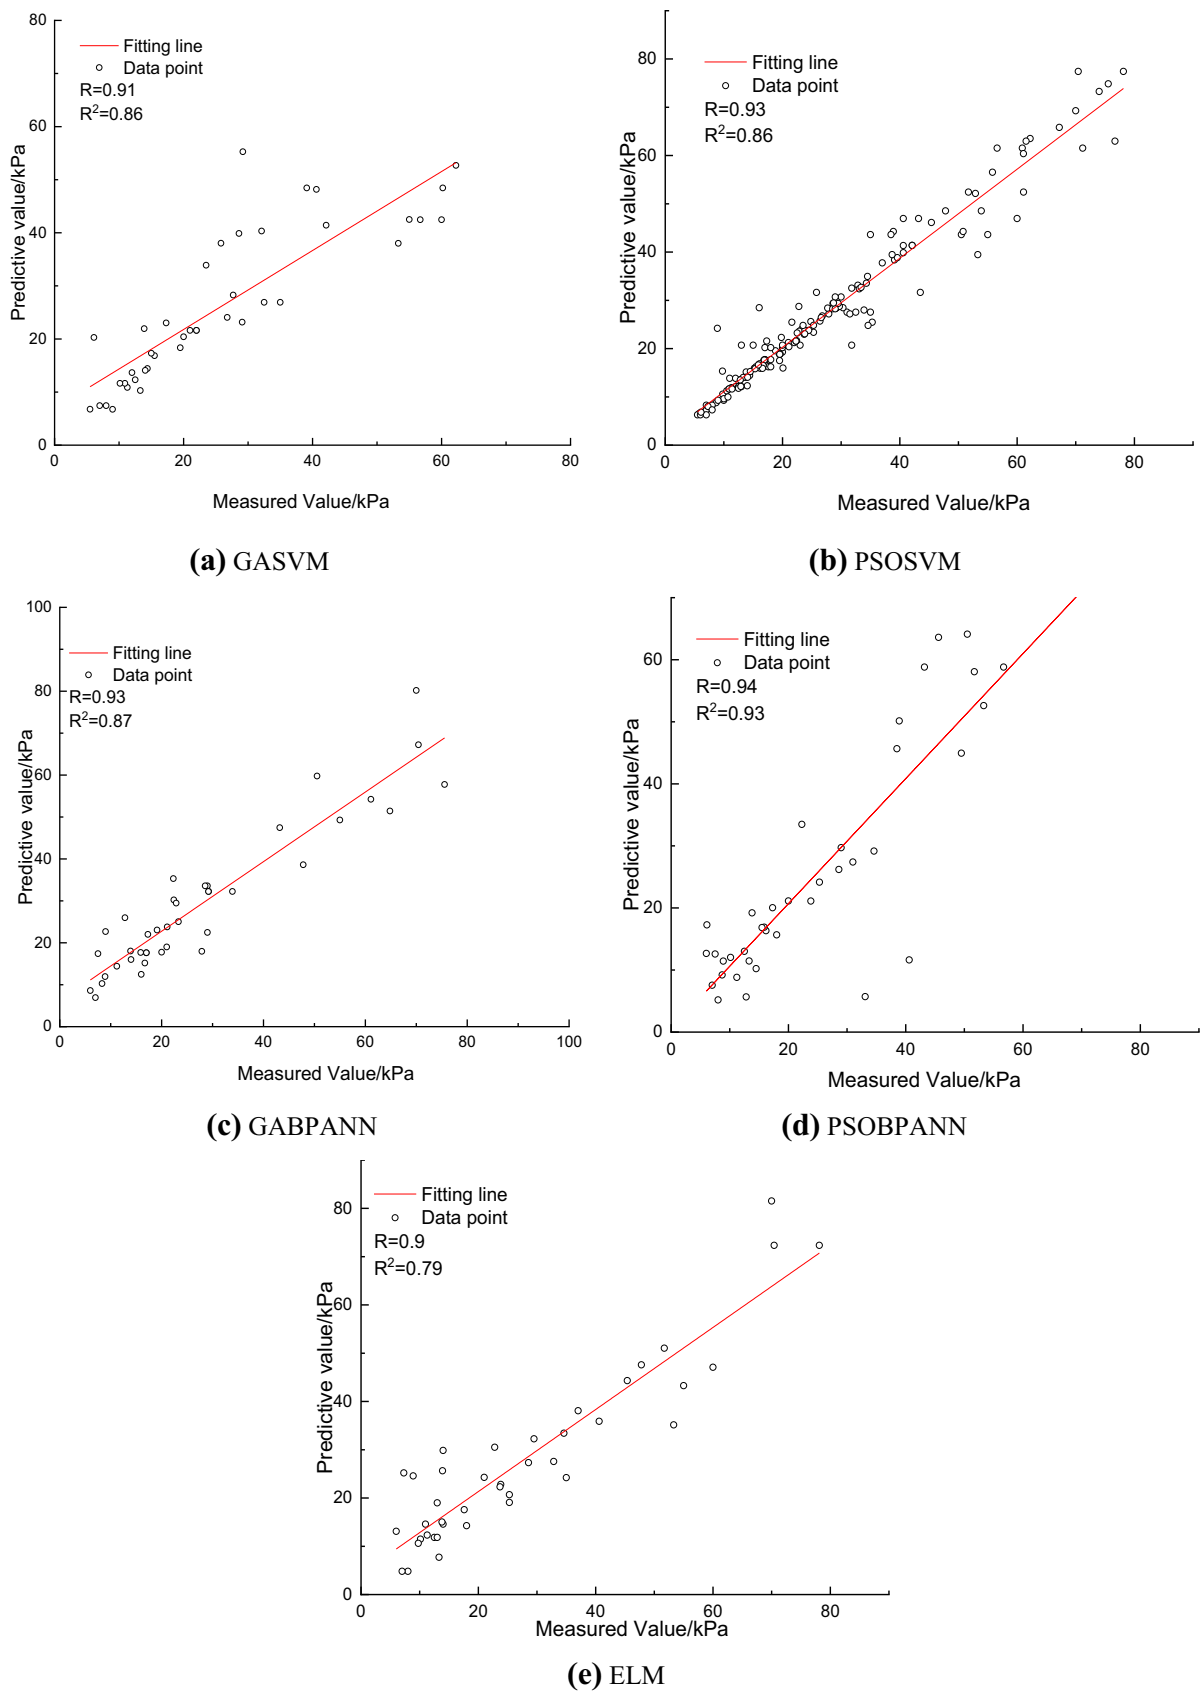 80
60
40
20
0
0 20 40 60 80
Predictive value/kPa
Measured Value/kPa
Fitting line
Data point
R=0.91
R²=0.86
(a) GASVM
80
60
40
20
0
0 20 40 60 80
Predictive value/kPa
Measured Value/kPa
Fitting line
Data point
R=0.93
R²=0.86
(b) PSOSVM
100
80
60
40
20
0
0 20 40 60 80 100
Predictive value/kPa
Measured Value/kPa
Fitting line
Data point
R=0.93
R²=0.87
(c) GABPANN
60
40
20
0
0 20 40 60 80
Predictive value/kPa
Measured Value/kPa
Fitting line
Data point
R=0.94
R²=0.93
(d) PSOBPANN
80
60
40
20
0
0 20 40 60 80
Predictive value/kPa
Measured Value/kPa
Fitting line
Data point
R=0.9
R²=0.79
(e) ELM